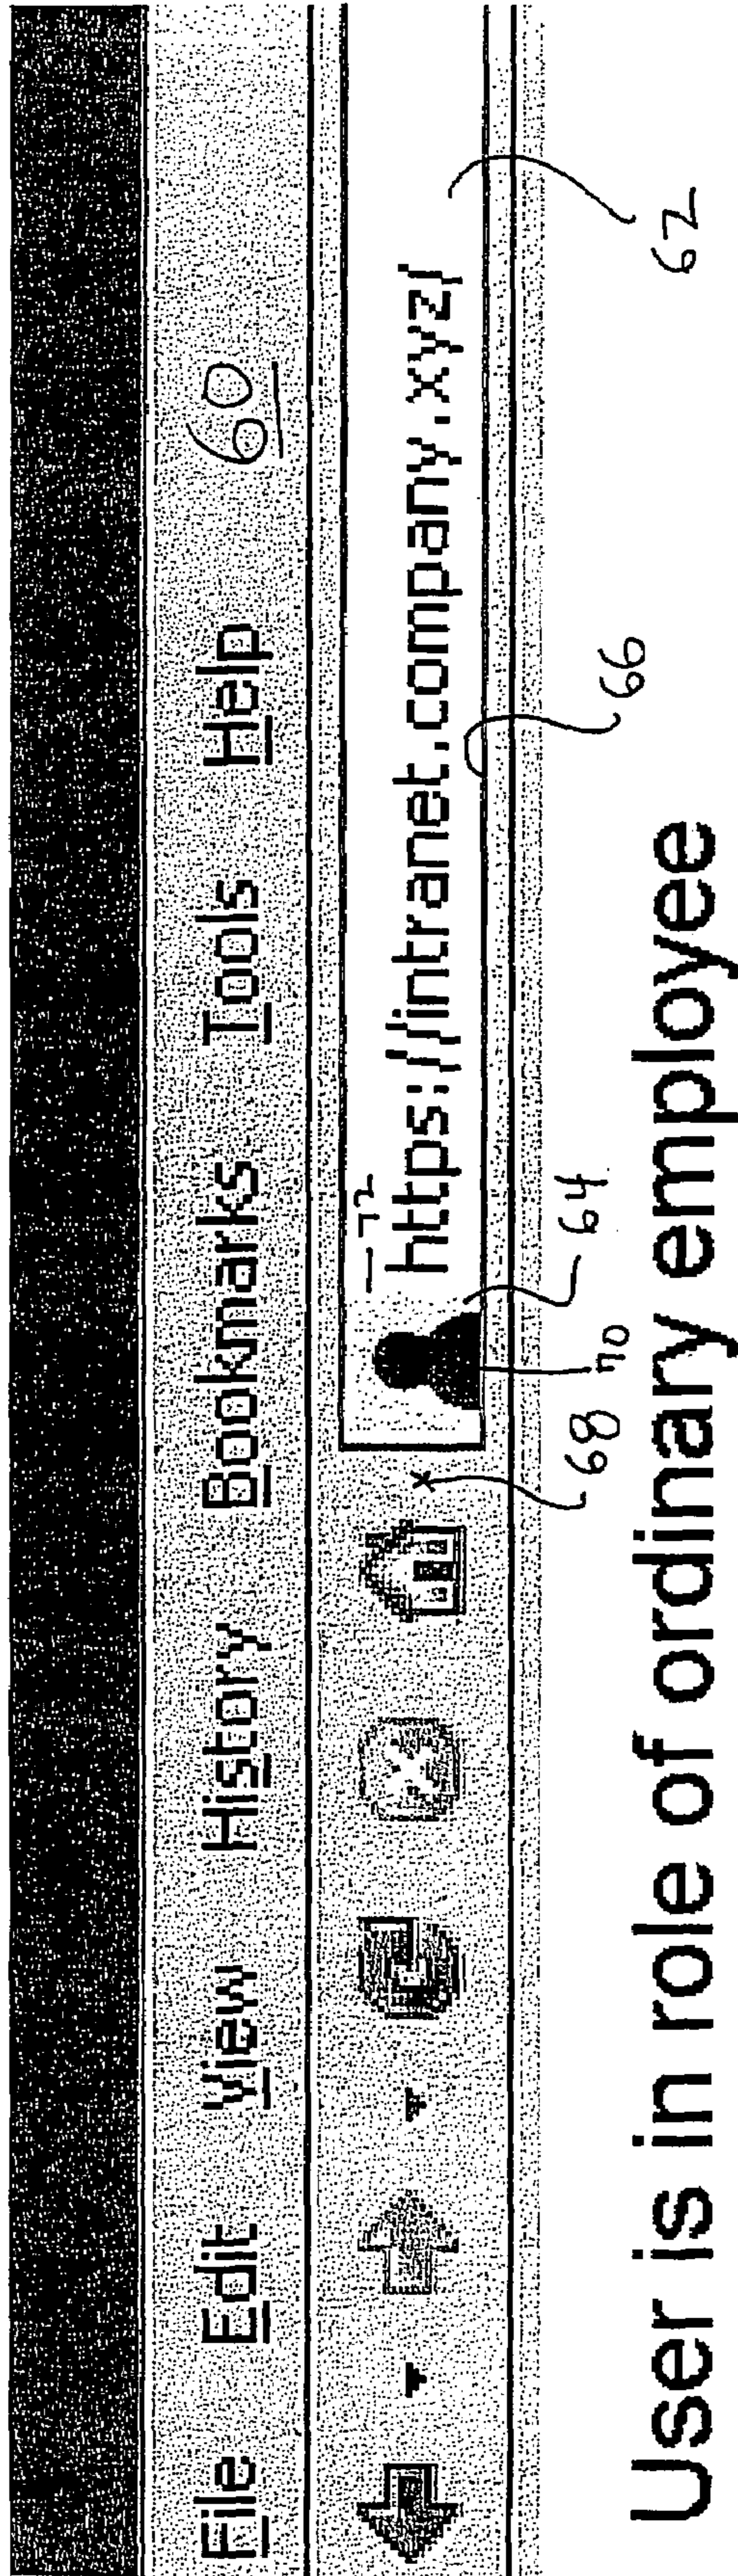 File Edit View History Bookmarks Tools Help 60
72
https://intranet.company.xyz/
68 70 64 66 62
User is in role of ordinary employee